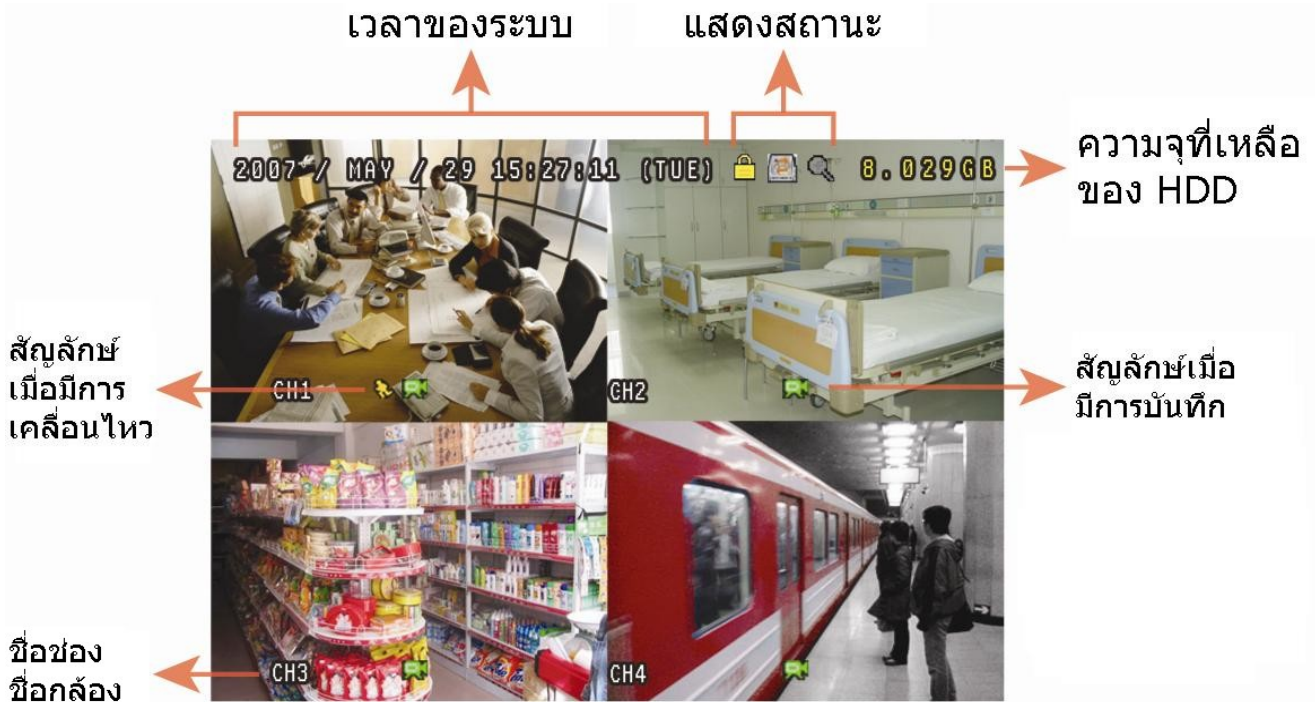 เวลาของระบบ
แสดงสถานะ
2007 / MAY / 29 15:27:11 (TUE) 8.029GB
ความจุที่เหลือ
ของ HDD
สัญลักษ์
เมื่อมีการ
เคลื่อนไหว
CH1
CH2
สัญลักษ์เมื่อ
มีการบันทึก
ชื่อช่อง
ชื่อกล้อง
CH3
CH4